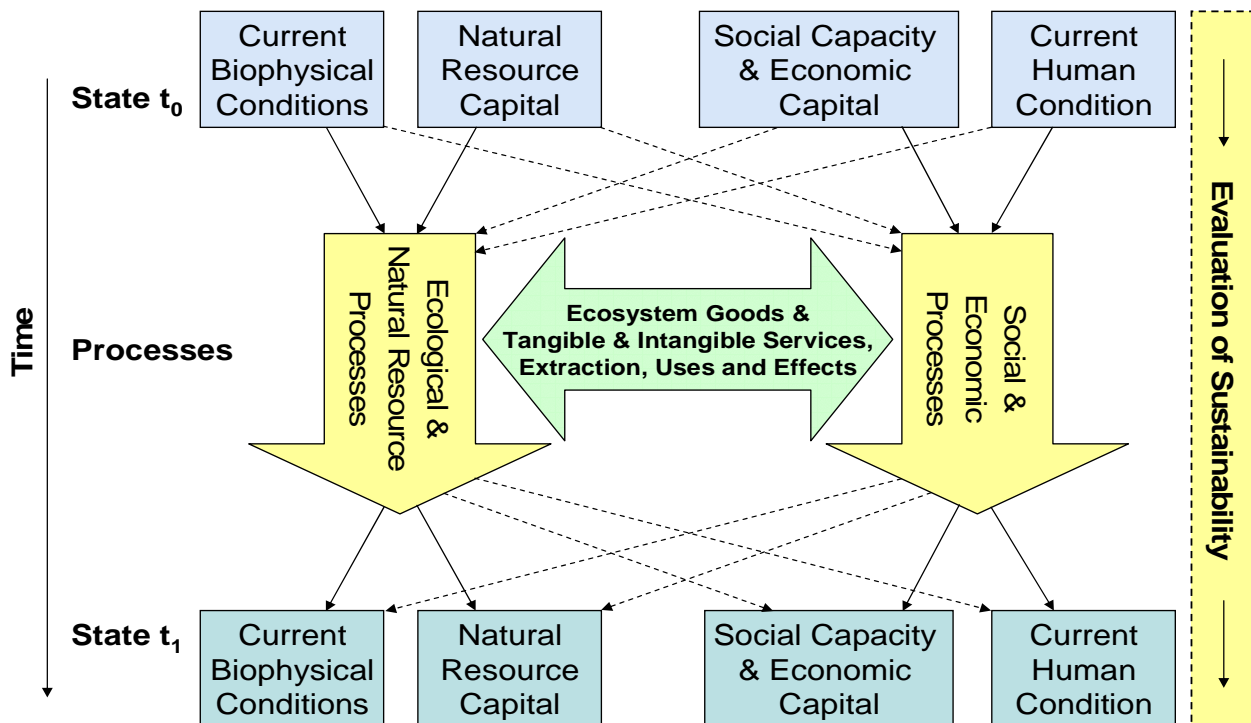 Current
Biophysical
Conditions
Natural
Resource
Capital
Social Capacity
& Economic
Capital
Current
Human
Condition
State t₀
Time
Processes
Ecological &
Natural Resource
Processes
Ecosystem Goods &
Tangible & Intangible Services,
Extraction, Uses and Effects
Social &
Economic
Processes
Evaluation of Sustainability
State t₁
Current
Biophysical
Conditions
Natural
Resource
Capital
Social Capacity
& Economic
Capital
Current
Human
Condition